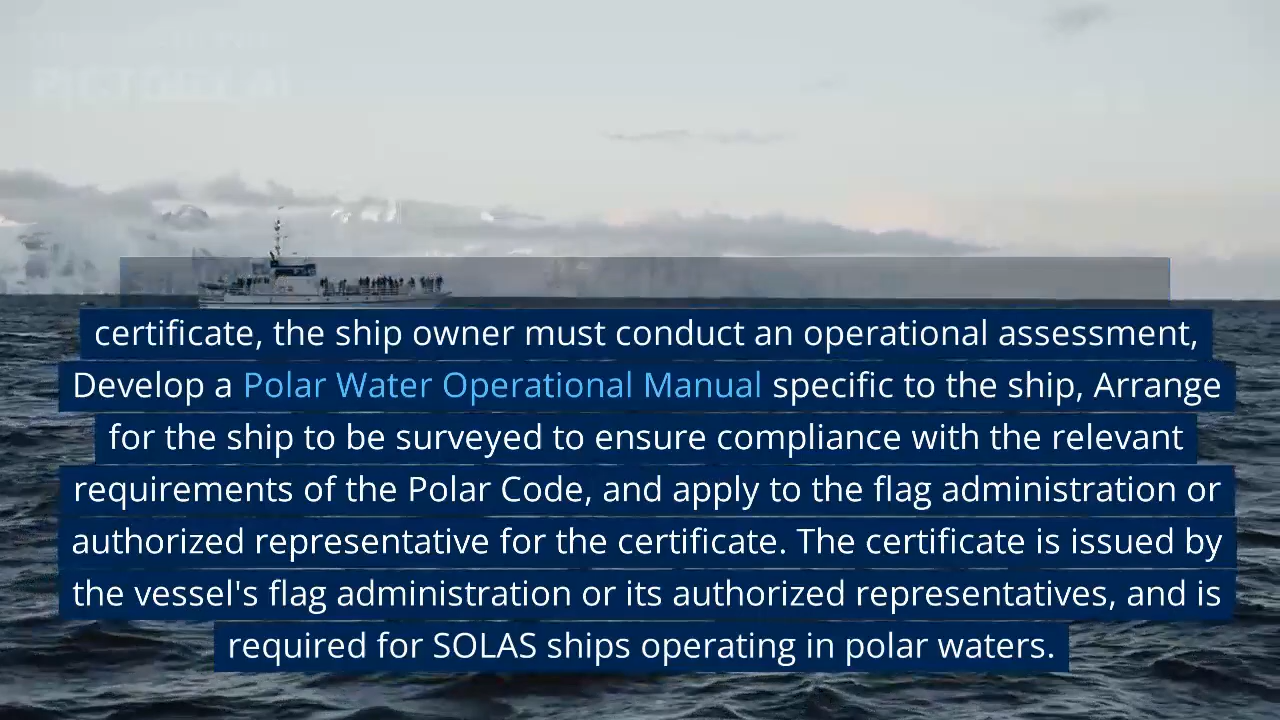 PICTORY.AI
certificate, the ship owner must conduct an operational assessment,
Develop a Polar Water Operational Manual specific to the ship, Arrange
for the ship to be surveyed to ensure compliance with the relevant
requirements of the Polar Code, and apply to the flag administration or
authorized representative for the certificate. The certificate is issued by
the vessel's flag administration or its authorized representatives, and is
required for SOLAS ships operating in polar waters.